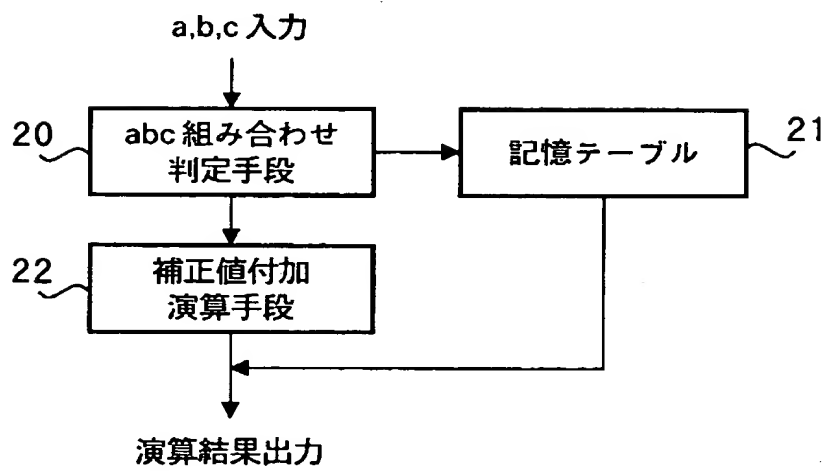 a,b,c 入力
20
abc 組み合わせ
判定手段
記憶テーブル
21
22
補正値付加
演算手段
演算結果出力